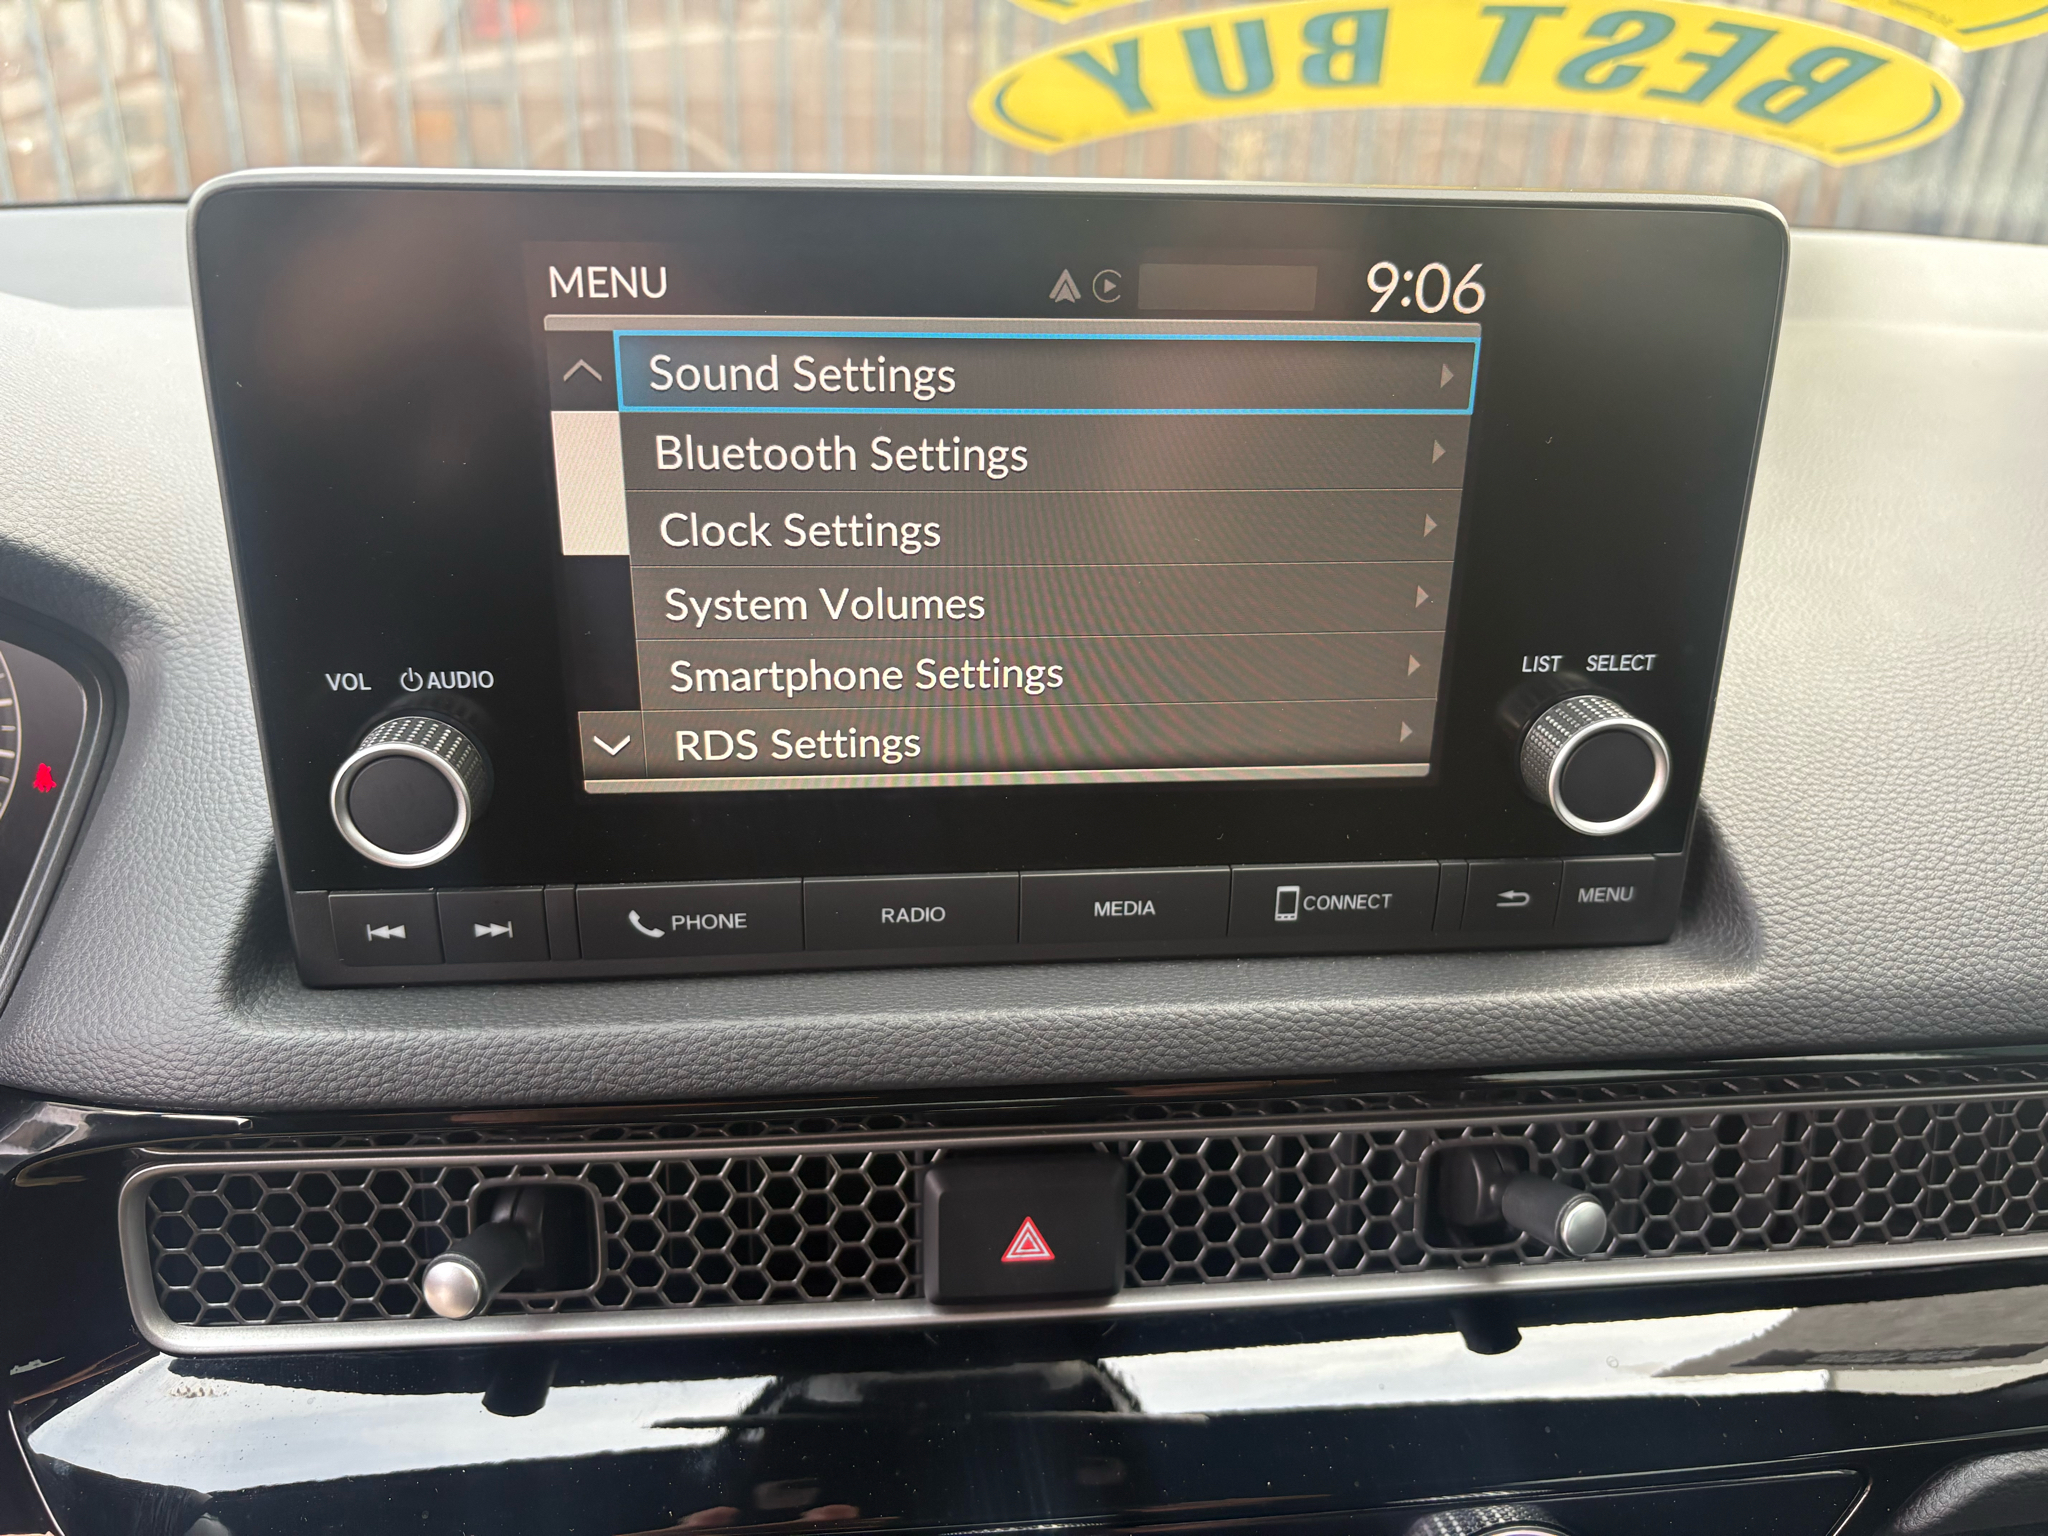 BEST BUY
MENU 9:06
Sound Settings
Bluetooth Settings
Clock Settings
System Volumes
Smartphone Settings
RDS Settings
VOL AUDIO
LIST SELECT
PHONE RADIO MEDIA CONNECT MENU